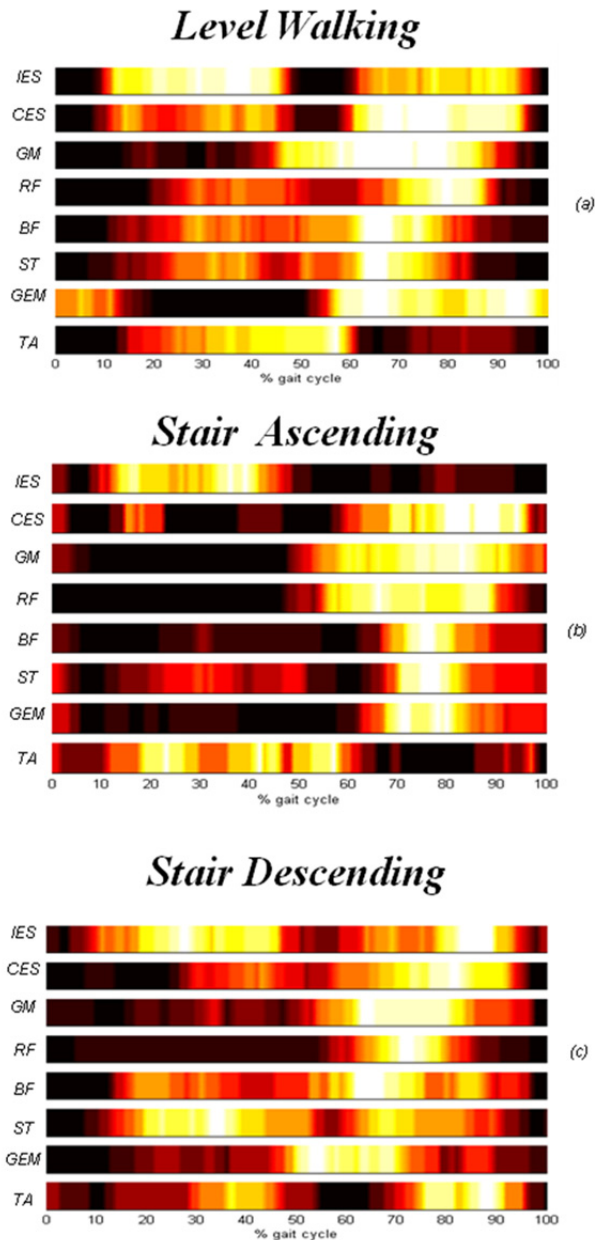 Level Walking
IES
CES
GM
RF
(a)
BF
ST
GEM
TA
0 10 20 30 40 50 60 70 80 90 100
% gait cycle
Stair Ascending
IES
CES
GM
RF
(b)
BF
ST
GEM
TA
0 10 20 30 40 50 60 70 80 90 100
% gait cycle
Stair Descending
IES
CES
GM
RF
(c)
BF
ST
GEM
TA
0 10 20 30 40 50 60 70 80 90 100
% gait cycle